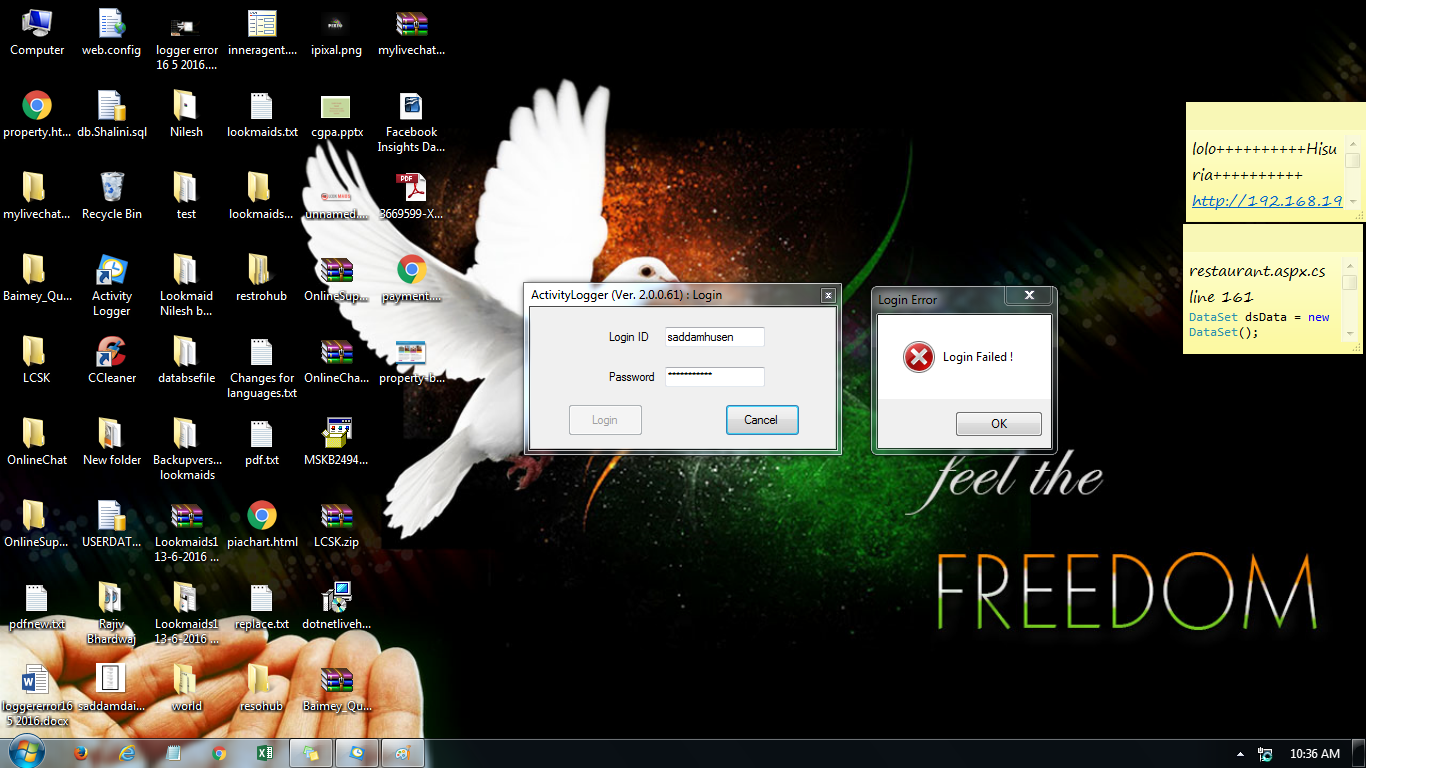 Computer
web.config
logger error
16 5 2016....
inneragent....
ipixal.png
mylivechat...
property.ht...
db.Shalini.sql
Nilesh
lookmaids.txt
cgpa.pptx
Facebook
Insights Da...
mylivechat...
Recycle Bin
test
lookmaids...
unnamed....
PDF
3669599-X...
Baimey_Qu...
Activity
Logger
Lookmaid
Nilesh b...
restrohub
OnlineSup...
payment....
LCSK
CCleaner
databsefile
Changes for
languages.txt
OnlineCha...
property-b...
OnlineChat
New folder
Backupvers...
lookmaids
pdf.txt
MSKB2494...
OnlineSup...
USERDAT...
Lookmaids1
13-6-2016 ...
piachart.html
LCSK.zip
pdfnew.txt
Rajiv
Bhardwaj
Lookmaids1
13-6-2016 ...
replace.txt
dotnetliveh...
loggererror16
5 2016.docx
saddamdai...
world
resohub
Baimey_Qu...
ActivityLogger (Ver. 2.0.0.61) : Login
Login ID
saddamhusen
Password
***********
Login
Cancel
Login Error
Login Failed !
OK
lolo++++++++++Hisu
ria++++++++++
http://192.168.19
restaurant.aspx.cs
line 161
DataSet dsData = new
DataSet();
feel the
FREEDOM
10:36 AM